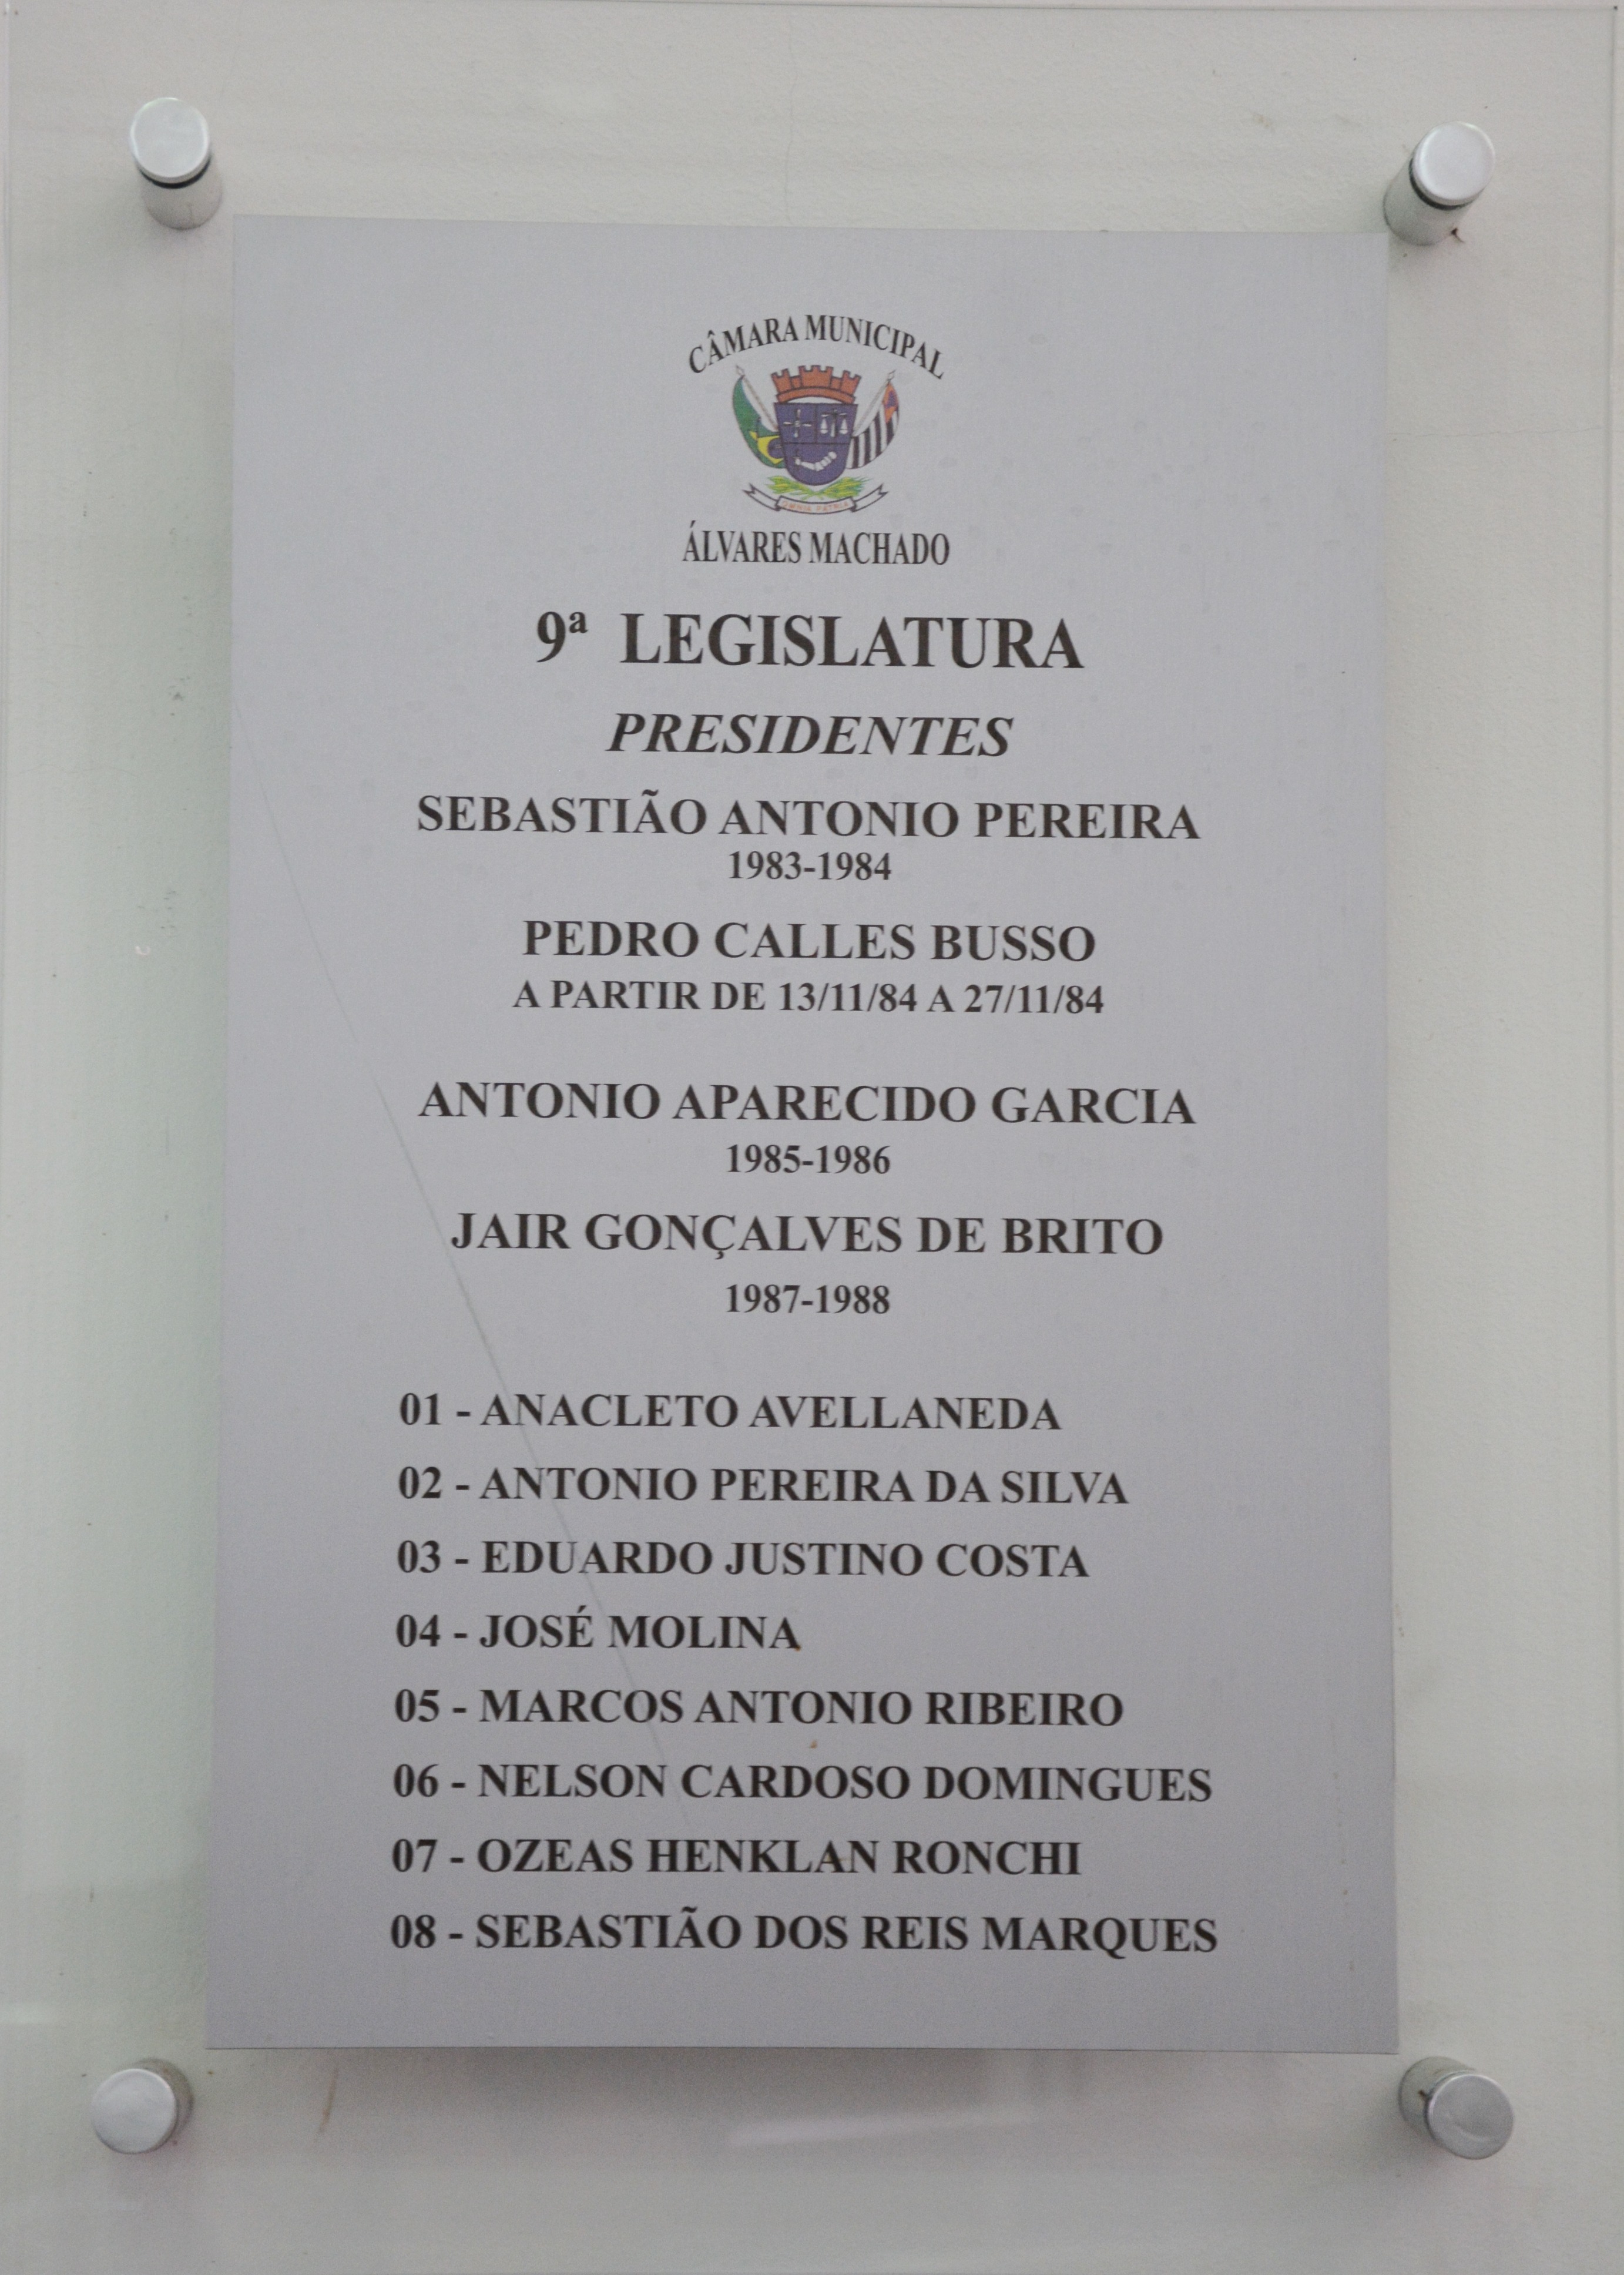 CÂMARA MUNICIPAL
ÁLVARES MACHADO
9ª LEGISLATURA
PRESIDENTES
SEBASTIÃO ANTONIO PEREIRA
1983-1984
PEDRO CALLES BUSSO
A PARTIR DE 13/11/84 A 27/11/84
ANTONIO APARECIDO GARCIA
1985-1986
JAIR GONÇALVES DE BRITO
1987-1988
01 - ANACLETO AVELLANEDA
02 - ANTONIO PEREIRA DA SILVA
03 - EDUARDO JUSTINO COSTA
04 - JOSÉ MOLINA
05 - MARCOS ANTONIO RIBEIRO
06 - NELSON CARDOSO DOMINGUES
07 - OZEAS HENKLAN RONCHI
08 - SEBASTIÃO DOS REIS MARQUES